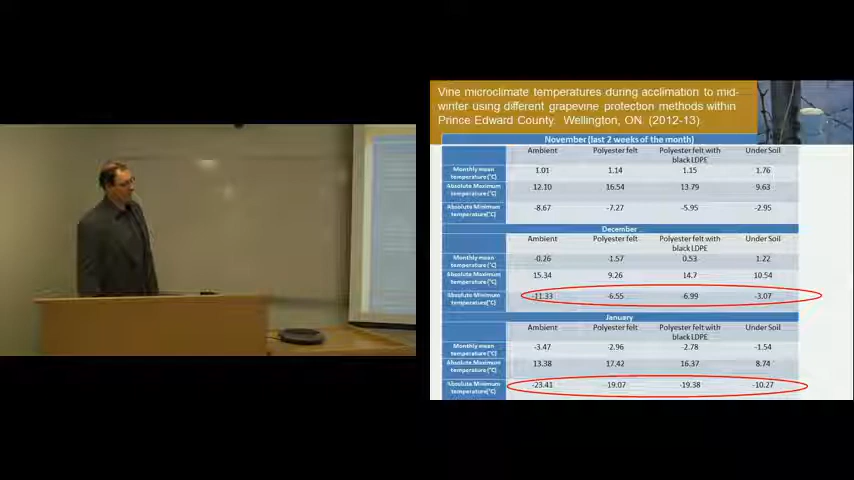 Vine microclimate temperatures during acclimation to mid-
winter using different grapevine protection methods within
Prince Edward County. Wellington, ON. (2012-13)
November (last 2 weeks of the month)
Ambient Polyester felt Polyester felt with black LDPE Under Soil
Monthly mean temperature (°C) 1.01 1.14 1.15 1.76
Absolute Maximum temperature(°C) 12.10 16.54 13.79 9.63
Absolute Minimum temperature(°C) -8.67 -7.27 -5.95 -2.95
December
Ambient Polyester felt Polyester felt with black LDPE Under Soil
Monthly mean temperature (°C) -0.26 -1.57 0.53 1.22
Absolute Maximum temperature(°C) 15.34 9.26 14.7 10.54
Absolute Minimum temperature(°C) -11.33 -6.55 -6.99 -3.07
January
Ambient Polyester felt Polyester felt with black LDPE Under Soil
Monthly mean temperature (°C) -3.47 -2.96 -2.78 -1.54
Absolute Maximum temperature(°C) 13.38 17.42 16.37 8.74
Absolute Minimum temperature(°C) -23.41 -19.07 -19.38 -10.27